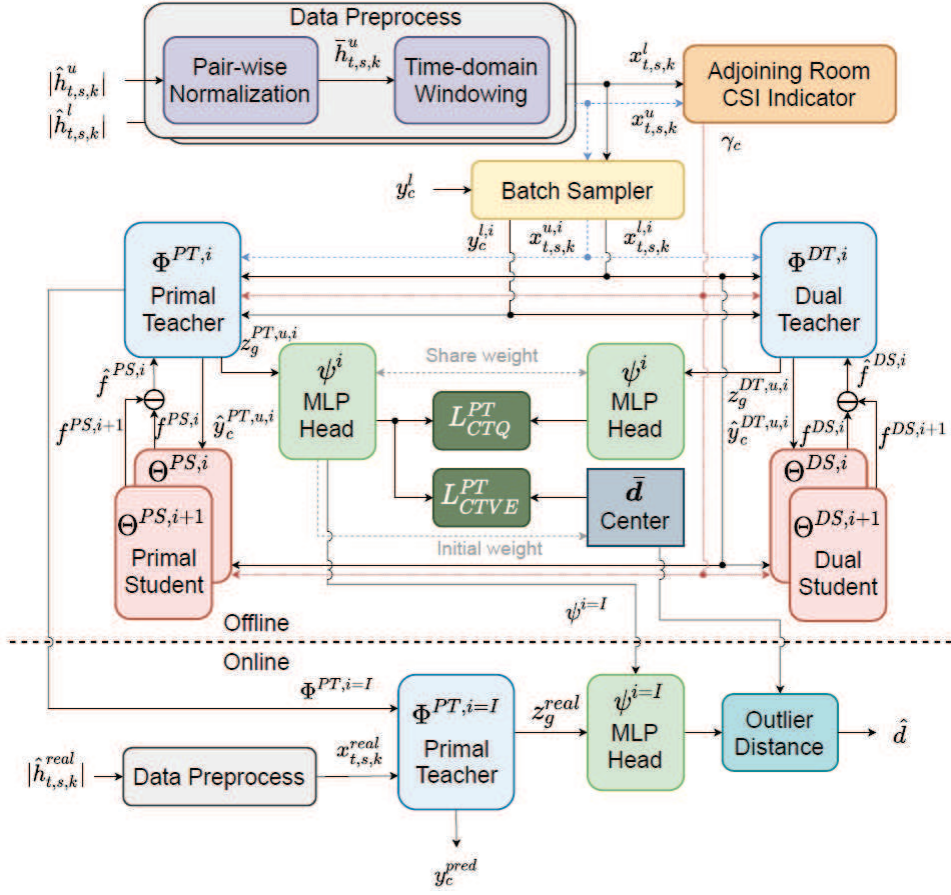 Data Preprocess
|ĥ^u_{t,s,k}|
|ĥ^l_{t,s,k}|
Pair-wise
Normalization
h̄^u_{t,s,k}
Time-domain
Windowing
x^l_{t,s,k}
x^u_{t,s,k}
Adjoining Room
CSI Indicator
γ_c
y^l_c
Batch Sampler
y^{l,i}_c
x^{u,i}_{t,s,k}
x^{l,i}_{t,s,k}
Φ^{PT,i}
Primal
Teacher
Φ^{DT,i}
Dual
Teacher
z^{PT,u,i}_g
f̂^{PS,i}
f^{PS,i+1}
f^{PS,i}
ŷ^{PT,u,i}_c
ψ^i
MLP
Head
Share weight
ψ^i
MLP
Head
L^{PT}_{CTQ}
L^{PT}_{CTVE}
d̄
Center
Initial weight
z^{DT,u,i}_g
ŷ^{DT,u,i}_c
f̂^{DS,i}
f^{DS,i}
f^{DS,i+1}
Θ^{PS,i}
Θ^{PS,i+1}
Primal
Student
Θ^{DS,i}
Θ^{DS,i+1}
Dual
Student
ψ^{i=I}
Offline
Online
Φ^{PT,i=I}
|ĥ^{real}_{t,s,k}|
Data Preprocess
x^{real}_{t,s,k}
Φ^{PT,i=I}
Primal
Teacher
z^{real}_g
ψ^{i=I}
MLP
Head
Outlier
Distance
d̂
y^{pred}_c